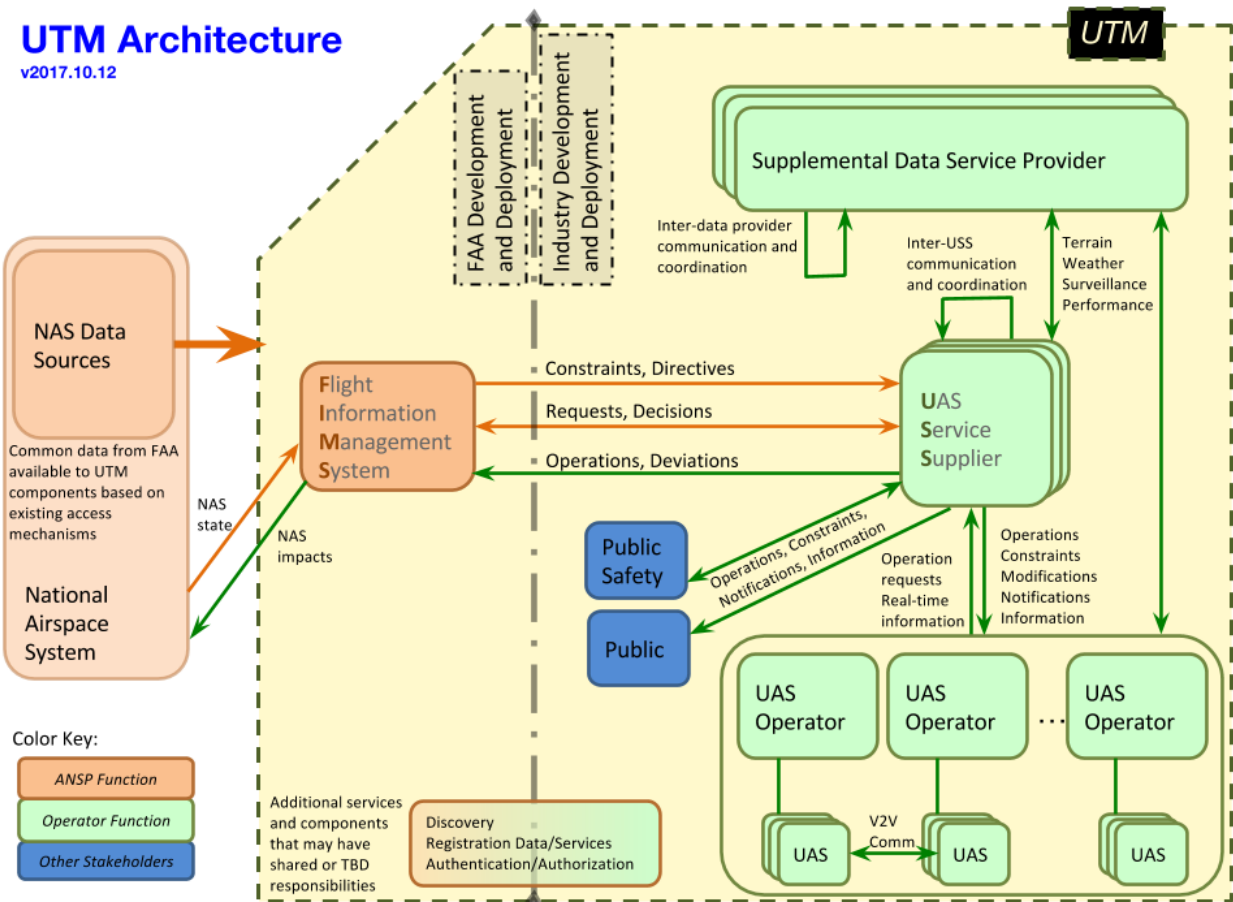 UTM Architecture
v2017.10.12
UTM
FAA Development
and Deployment
Industry Development
and Deployment
Supplemental Data Service Provider
Inter-data provider
communication and
coordination
Inter-USS
communication
and coordination
Terrain
Weather
Surveillance
Performance
NAS Data
Sources
Common data from FAA
available to UTM
components based on
existing access
mechanisms
National
Airspace
System
NAS
state
NAS
impacts
Flight
Information
Management
System
Constraints, Directives
Requests, Decisions
Operations, Deviations
UAS
Service
Supplier
Public
Safety
Public
Operations, Constraints,
Notifications, Information
Operation
requests
Real-time
information
Operations
Constraints
Modifications
Notifications
Information
UAS
Operator
UAS
Operator
...
UAS
Operator
V2V
Comm.
UAS
UAS
UAS
Color Key:
ANSP Function
Operator Function
Other Stakeholders
Additional services
and components
that may have
shared or TBD
responsibilities
Discovery
Registration Data/Services
Authentication/Authorization